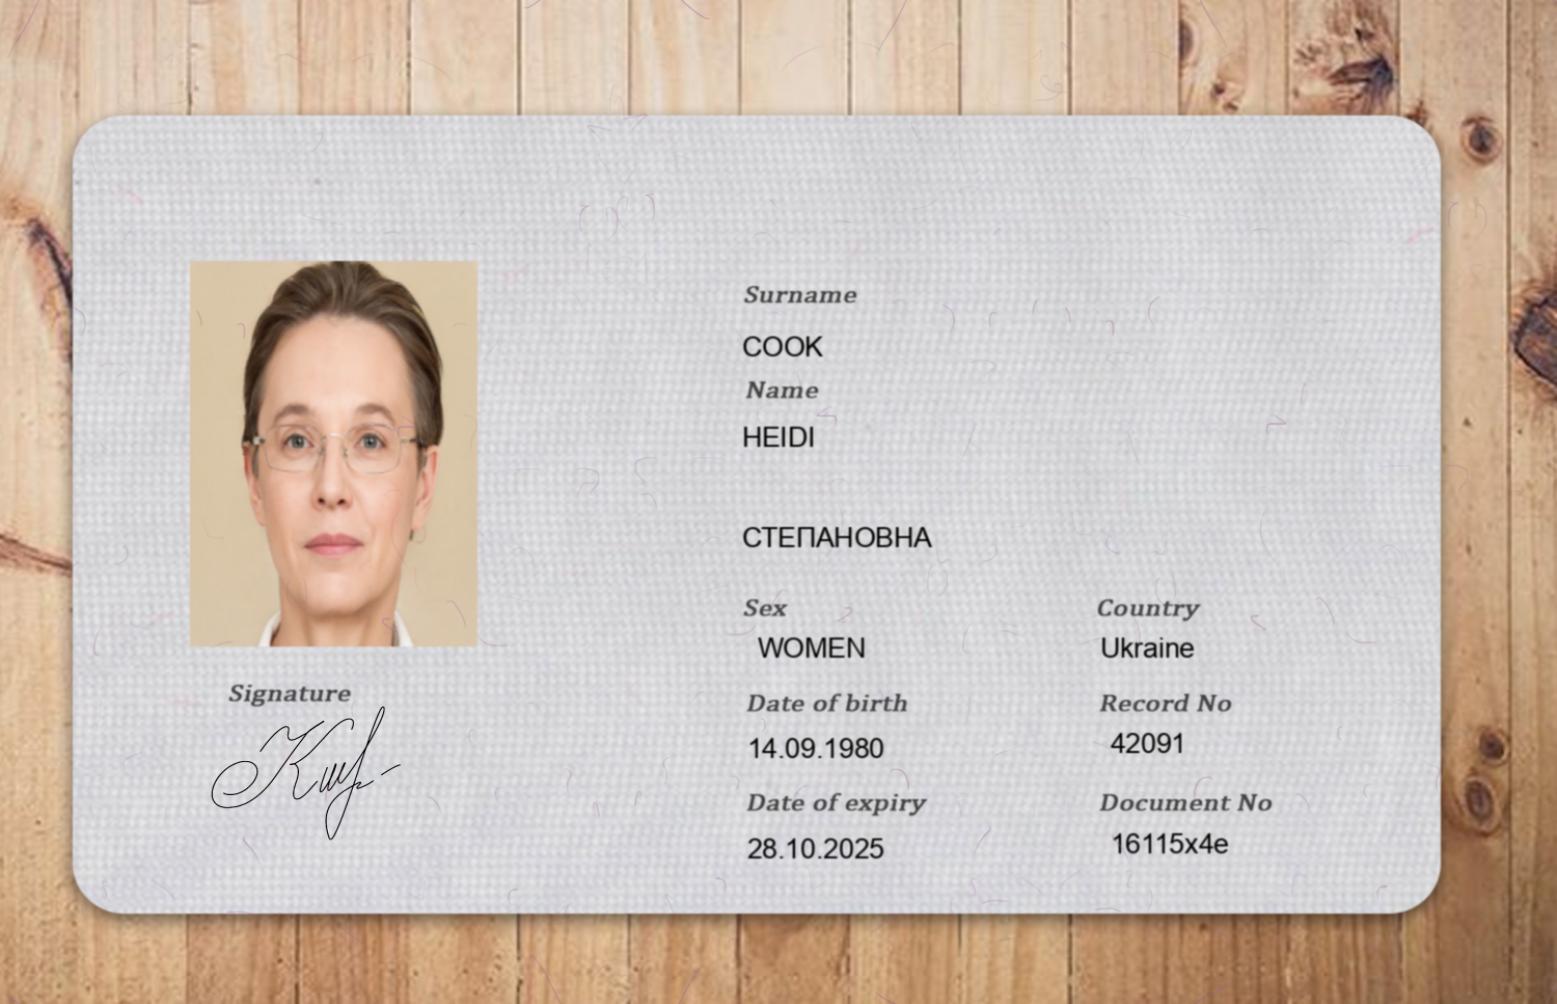 Surname
COOK
Name
HEIDI
СТЕПАНОВНА
Sex Country
WOMEN Ukraine
Signature
Date of birth Record No
14.09.1980 42091
Date of expiry Document No
28.10.2025 16115x4e